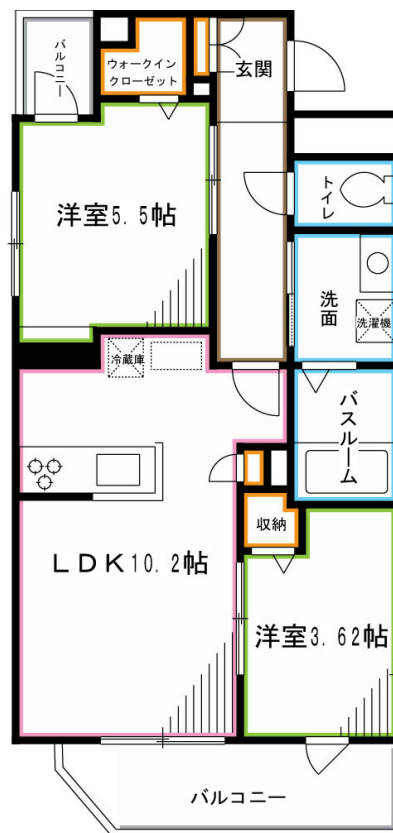 バルコニー
ウォークイン
クローゼット
玄関
トイレ
洋室5.5帖
洗面
洗濯機
冷蔵庫
バスルーム
収納
LDK10.2帖
洋室3.62帖
バルコニー